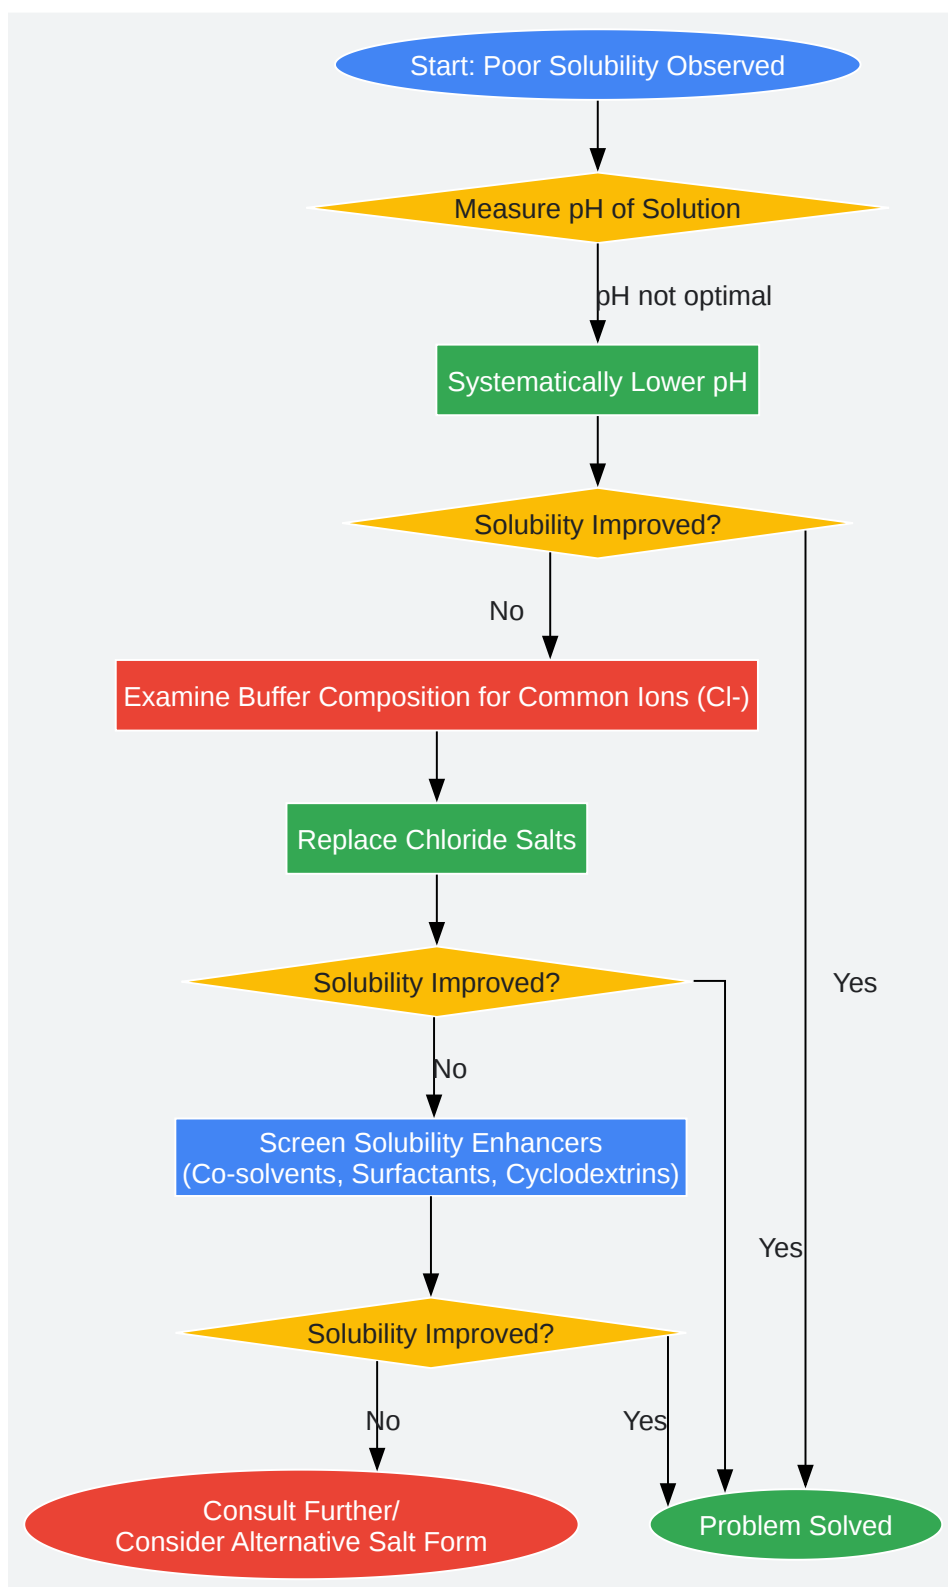 Start: Poor Solubility Observed
Measure pH of Solution
pH not optimal
Systematically Lower pH
Solubility Improved?
No
Examine Buffer Composition for Common Ions (Cl-)
Replace Chloride Salts
Solubility Improved?
Yes
No
Screen Solubility Enhancers
(Co-solvents, Surfactants, Cyclodextrins)
Yes
Solubility Improved?
No
Yes
Consult Further/
Consider Alternative Salt Form
Problem Solved